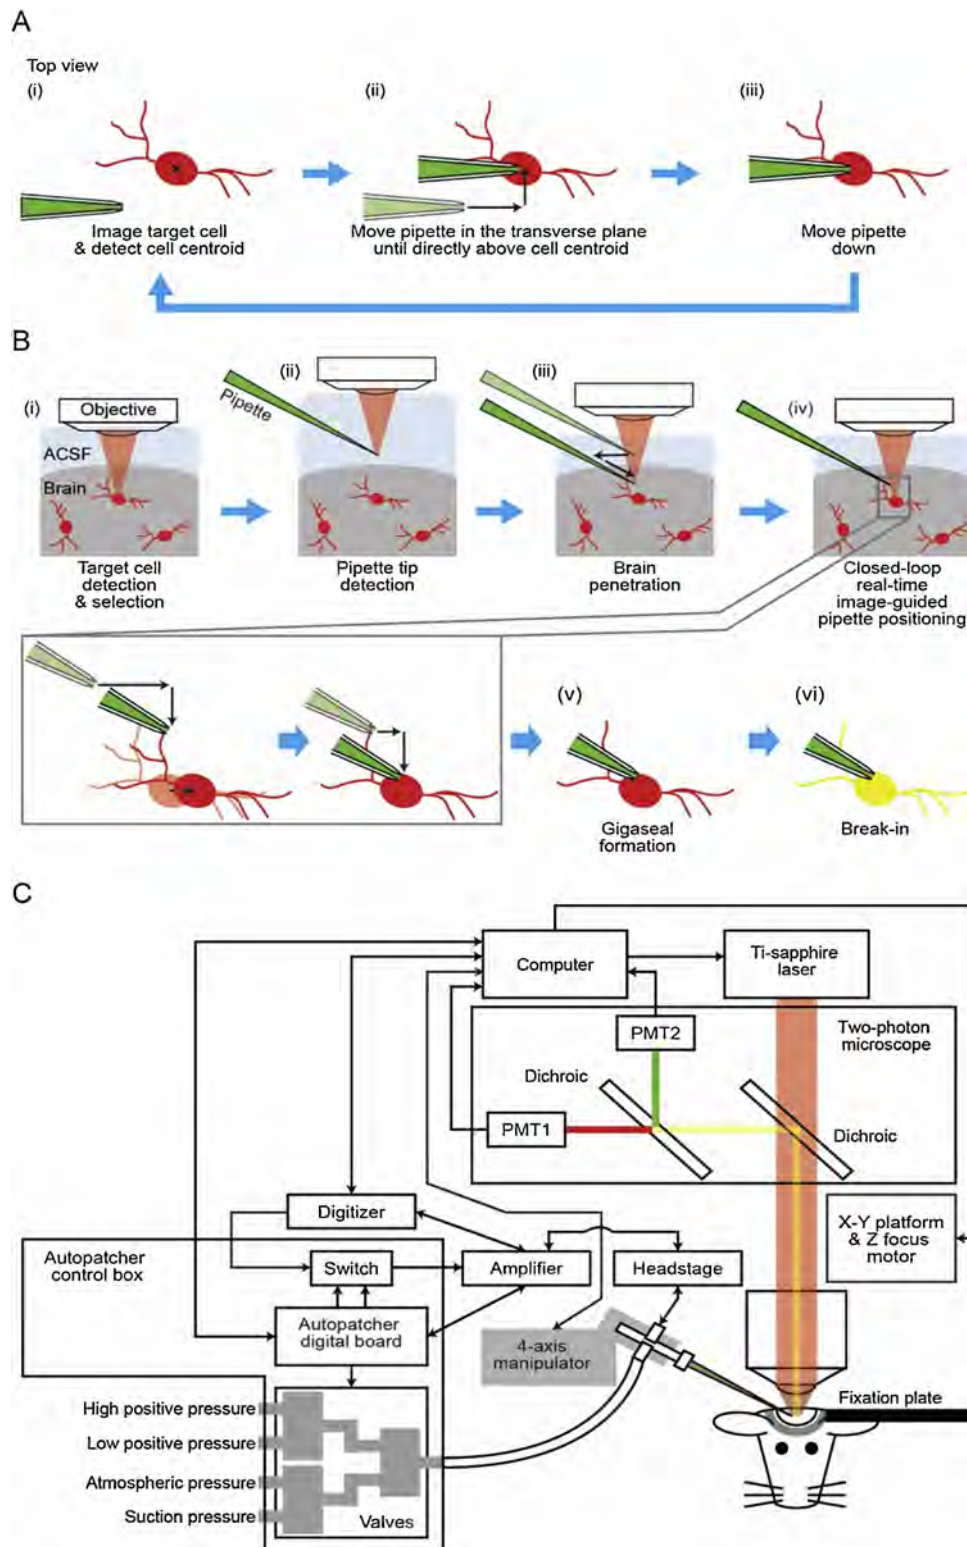 A
Top view
(i)
(ii)
(iii)
Image target cell
& detect cell centroid
Move pipette in the transverse plane
until directly above cell centroid
Move pipette
down
B
(i)
Objective
ACSF
Brain
Target cell
detection
& selection
(ii)
Pipette
Pipette tip
detection
(iii)
Brain
penetration
(iv)
Closed-loop
real-time
image-guided
pipette positioning
(v)
Gigaseal
formation
(vi)
Break-in
C
Computer
Ti-sapphire
laser
Two-photon
microscope
PMT2
Dichroic
PMT1
Dichroic
Digitizer
X-Y platform
& Z focus
motor
Autopatcher
control box
Switch
Amplifier
Headstage
Autopatcher
digital board
4-axis
manipulator
High positive pressure
Low positive pressure
Atmospheric pressure
Suction pressure
Valves
Fixation plate